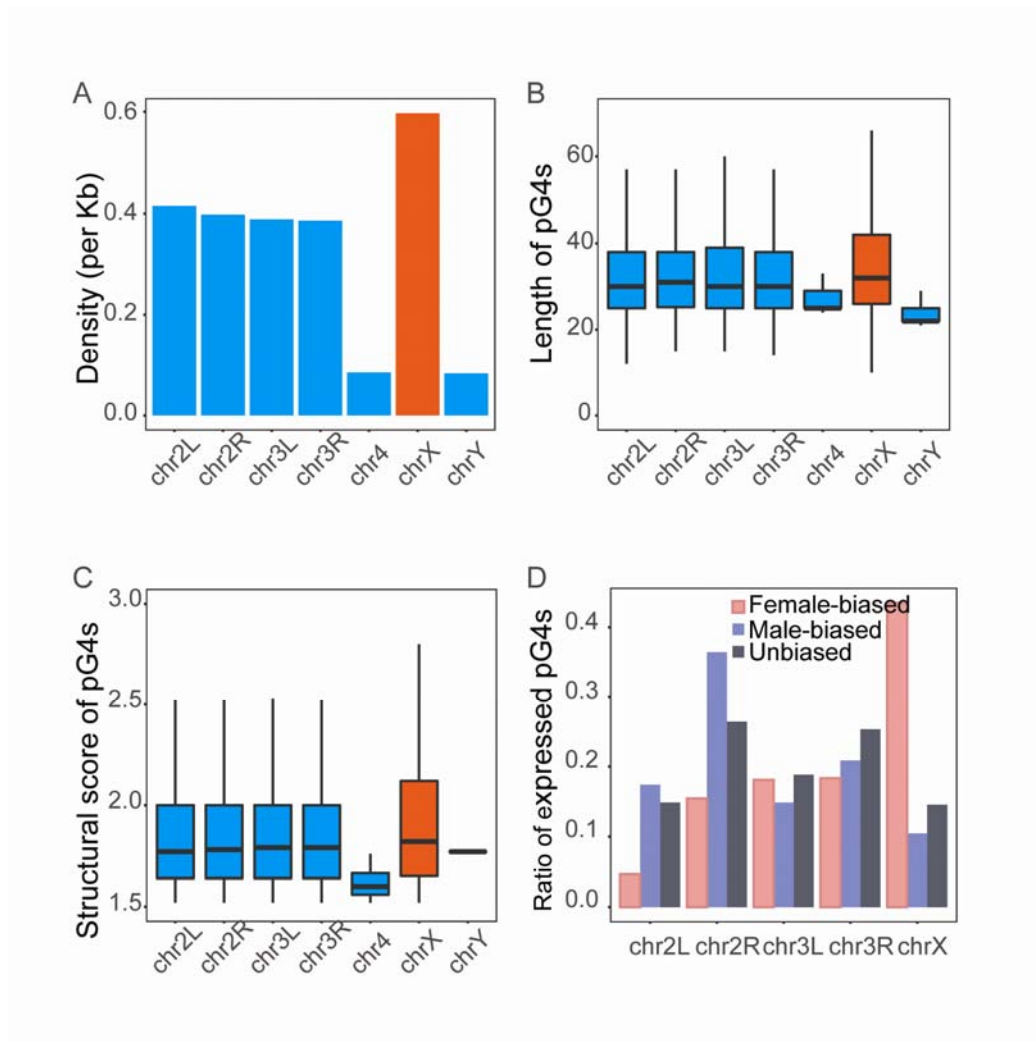 A
Density (per Kb)
0.6
0.4
0.2
0.0
chr2L
chr2R
chr3L
chr3R
chr4
chrX
chrY
B
Length of pG4s
60
40
20
0
chr2L
chr2R
chr3L
chr3R
chr4
chrX
chrY
C
Structural score of pG4s
3.0
2.5
2.0
1.5
chr2L
chr2R
chr3L
chr3R
chr4
chrX
chrY
D
Ratio of expressed pG4s
0.4
0.3
0.2
0.1
0.0
Female-biased
Male-biased
Unbiased
chr2L chr2R chr3L chr3R chrX